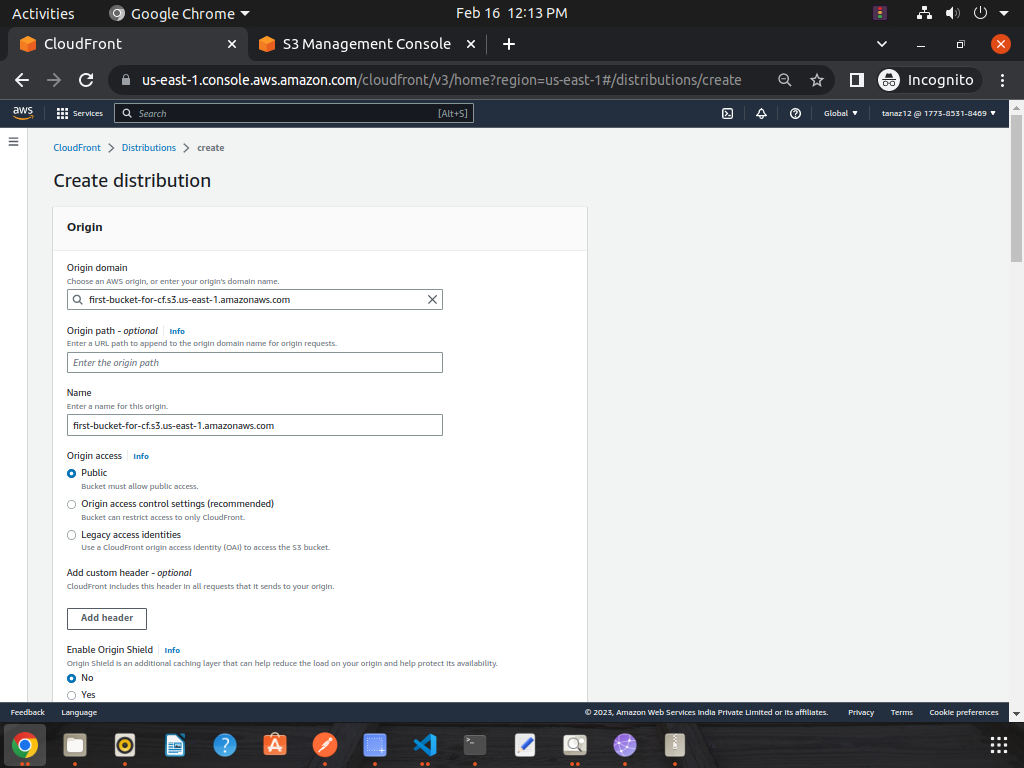 Activities
Google Chrome
Feb 16 12:13 PM
CloudFront
S3 Management Console
us-east-1.console.aws.amazon.com/cloudfront/v3/home?region=us-east-1#/distributions/create
Incognito
aws
Services
Search
[Alt+S]
Global
tanaz12 @ 1773-8531-8469
CloudFront
Distributions
create
Create distribution
Origin
Origin domain
Choose an AWS origin, or enter your origin's domain name.
first-bucket-for-cf.s3.us-east-1.amazonaws.com
Origin path - optional
Info
Enter a URL path to append to the origin domain name for origin requests.
Enter the origin path
Name
Enter a name for this origin.
first-bucket-for-cf.s3.us-east-1.amazonaws.com
Origin access
Info
Public
Bucket must allow public access.
Origin access control settings (recommended)
Bucket can restrict access to only CloudFront.
Legacy access identities
Use a CloudFront origin access identity (OAI) to access the S3 bucket.
Add custom header - optional
CloudFront includes this header in all requests that it sends to your origin.
Add header
Enable Origin Shield
Info
Origin Shield is an additional caching layer that can help reduce the load on your origin and help protect its availability.
No
Yes
Feedback
Language
© 2023, Amazon Web Services India Private Limited or its affiliates.
Privacy
Terms
Cookie preferences